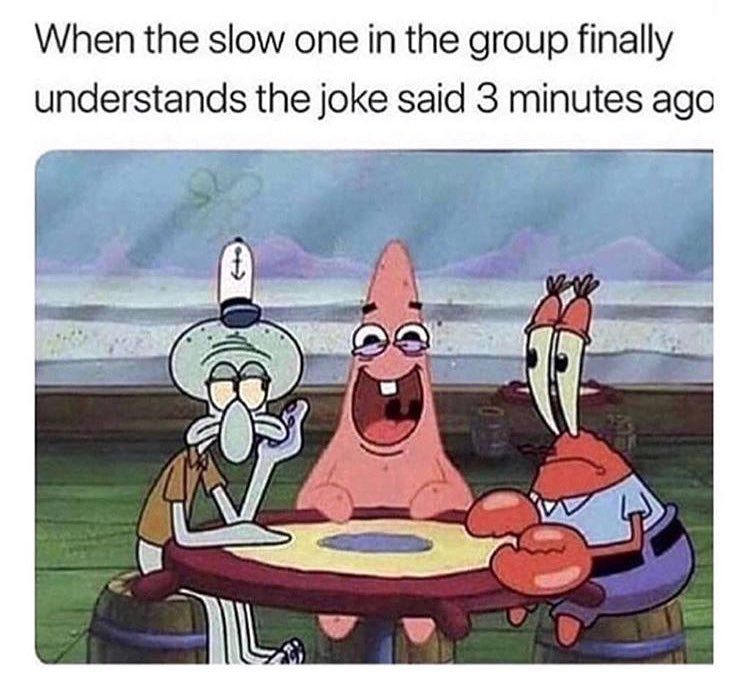 When the slow one in the group finally
understands the joke said 3 minutes ago